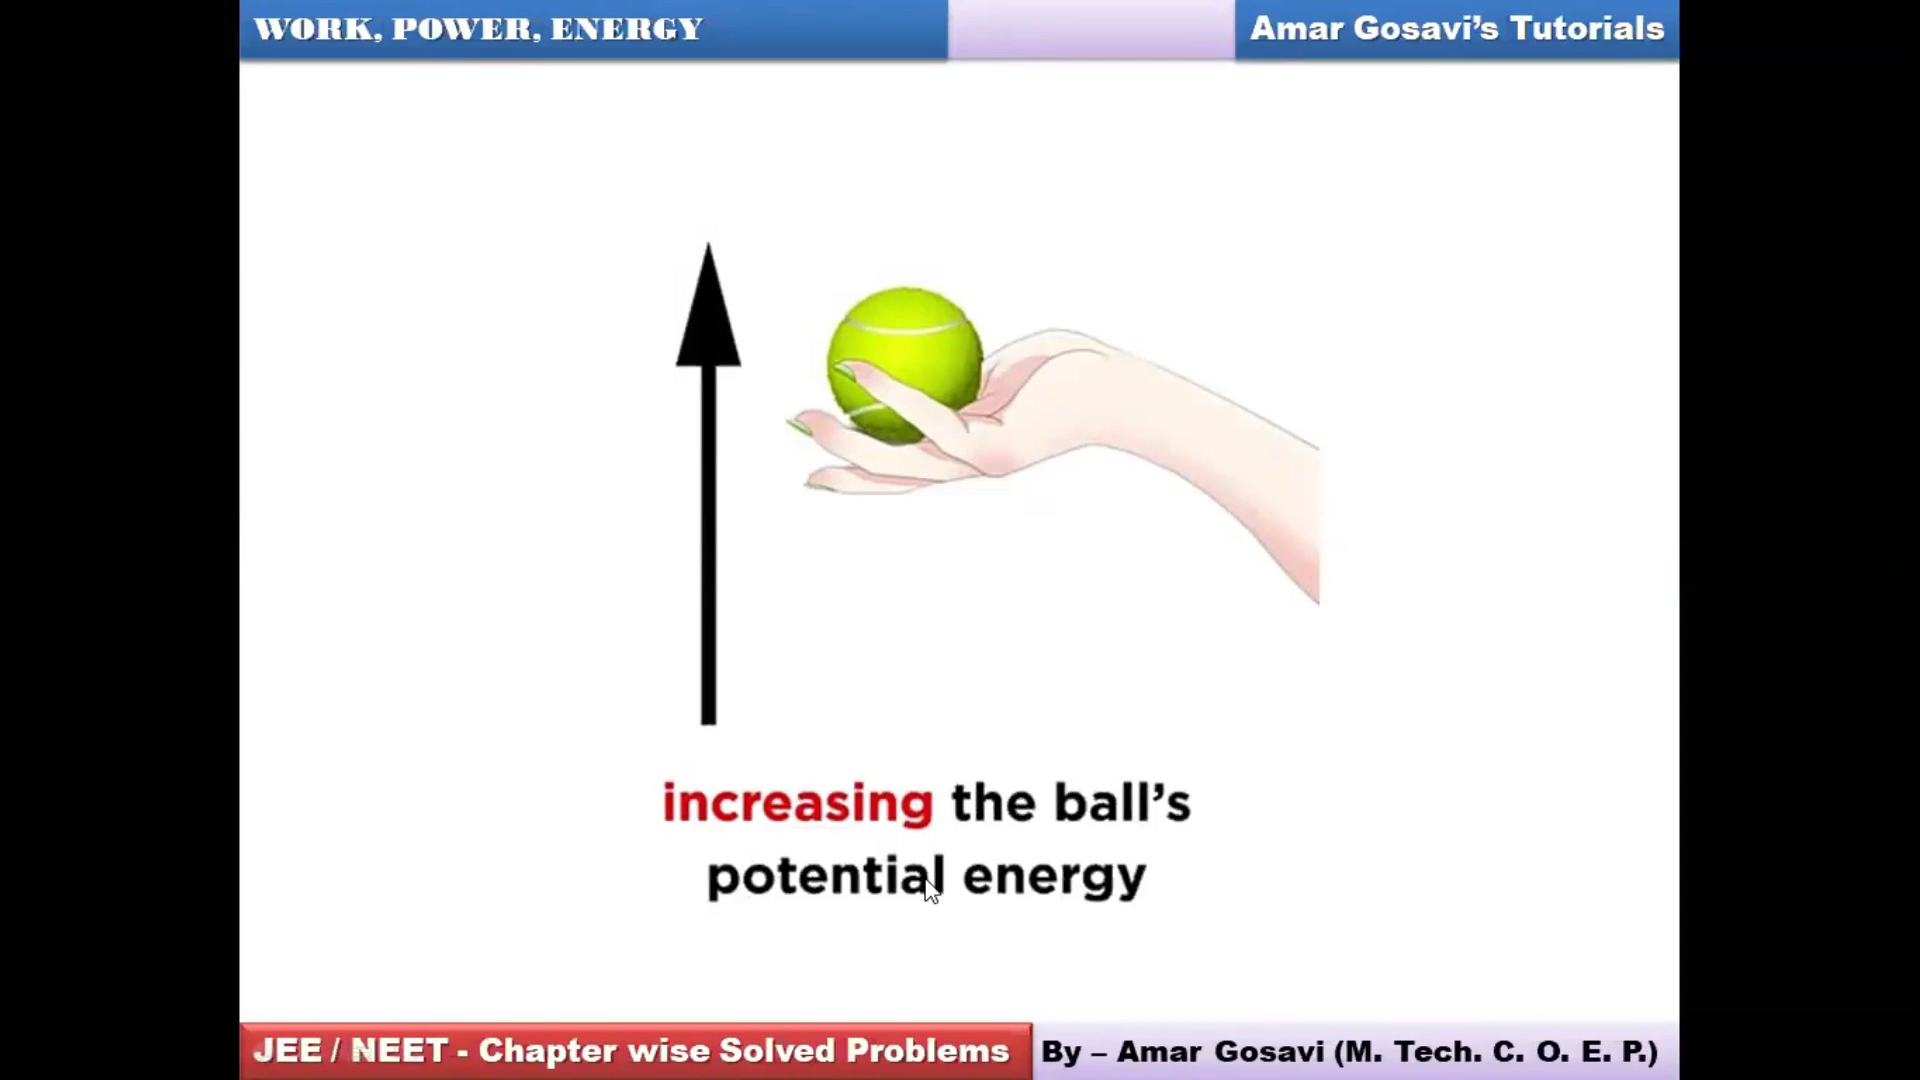 WORK, POWER, ENERGY
Amar Gosavi’s Tutorials
increasing the ball’s
potential energy
JEE / NEET - Chapter wise Solved Problems
By – Amar Gosavi (M. Tech. C. O. E. P.)